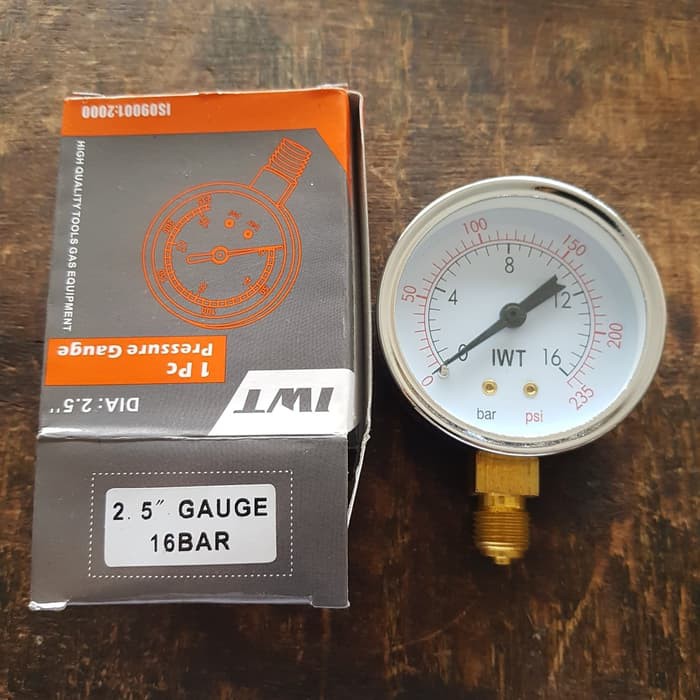 ISO9001:2000
HIGH QUALITY TOOLS GAS EQUIPMENT
1 Pc
Pressure Gauge
DIA: 2.5"
IWT
2.5" GAUGE
16BAR
0
4
8
12
16
0
50
100
150
200
235
IWT
bar
psi